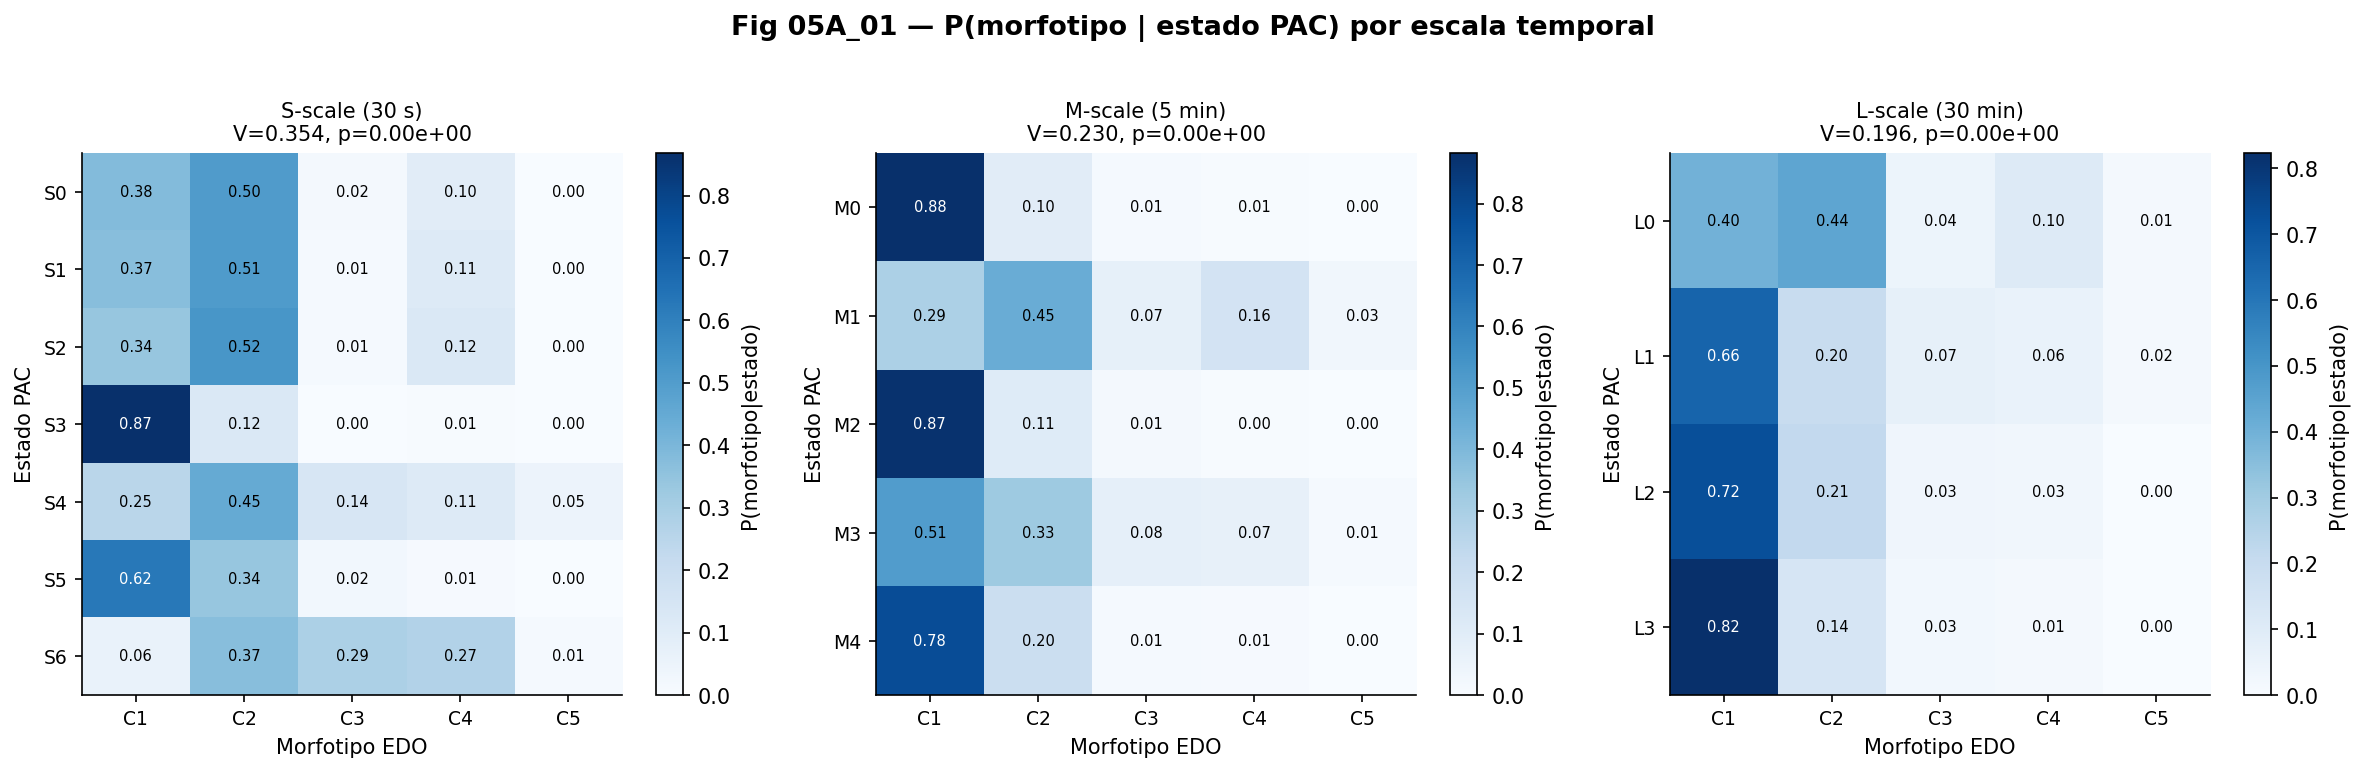 Fig 05A_01 — P(morfotipo | estado PAC) por escala temporal
S-scale (30 s)
V=0.354, p=0.00e+00
Estado PAC
S0 0.38 0.50 0.02 0.10 0.00
S1 0.37 0.51 0.01 0.11 0.00
S2 0.34 0.52 0.01 0.12 0.00
S3 0.87 0.12 0.00 0.01 0.00
S4 0.25 0.45 0.14 0.11 0.05
S5 0.62 0.34 0.02 0.01 0.00
S6 0.06 0.37 0.29 0.27 0.01
C1 C2 C3 C4 C5
Morfotipo EDO
0.8
0.7
0.6
0.5
0.4
0.3
0.2
0.1
0.0
P(morfotipo|estado)
M-scale (5 min)
V=0.230, p=0.00e+00
Estado PAC
M0 0.88 0.10 0.01 0.01 0.00
M1 0.29 0.45 0.07 0.16 0.03
M2 0.87 0.11 0.01 0.00 0.00
M3 0.51 0.33 0.08 0.07 0.01
M4 0.78 0.20 0.01 0.01 0.00
C1 C2 C3 C4 C5
Morfotipo EDO
0.8
0.7
0.6
0.5
0.4
0.3
0.2
0.1
0.0
P(morfotipo|estado)
L-scale (30 min)
V=0.196, p=0.00e+00
Estado PAC
L0 0.40 0.44 0.04 0.10 0.01
L1 0.66 0.20 0.07 0.06 0.02
L2 0.72 0.21 0.03 0.03 0.00
L3 0.82 0.14 0.03 0.01 0.00
C1 C2 C3 C4 C5
Morfotipo EDO
0.8
0.7
0.6
0.5
0.4
0.3
0.2
0.1
0.0
P(morfotipo|estado)